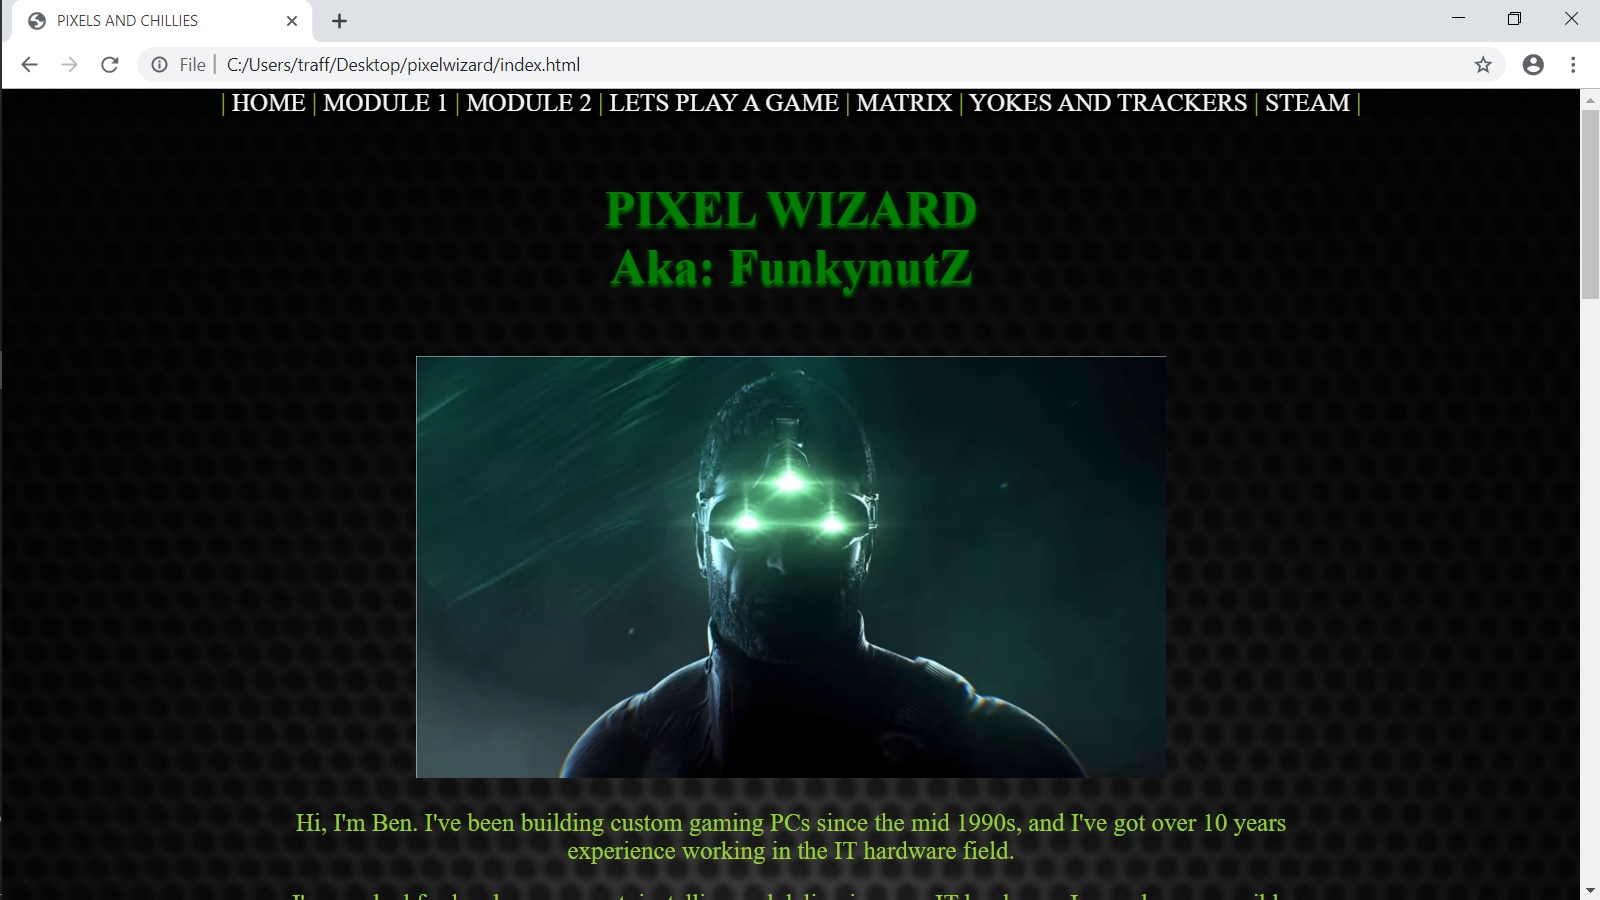 PIXELS AND CHILLIES
File | C:/Users/traff/Desktop/pixelwizard/index.html
| HOME | MODULE 1 | MODULE 2 | LETS PLAY A GAME | MATRIX | YOKES AND TRACKERS | STEAM |
PIXEL WIZARD
Aka: FunkynutZ
Hi, I'm Ben. I've been building custom gaming PCs since the mid 1990s, and I've got over 10 years
experience working in the IT hardware field.